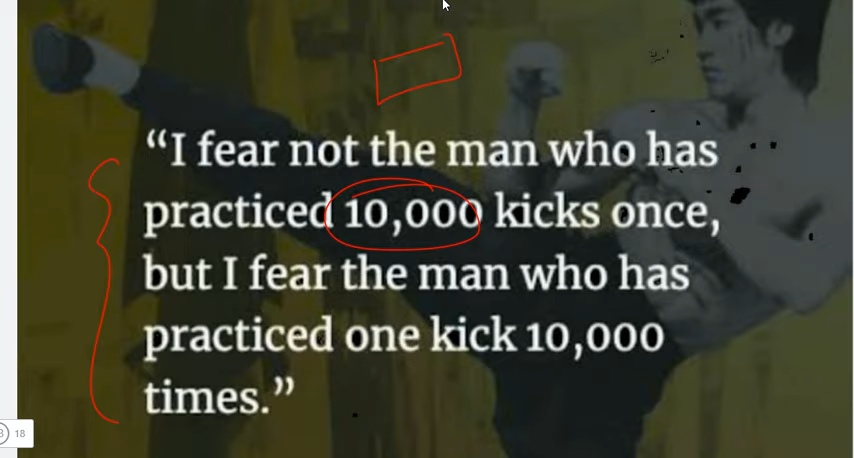 “I fear not the man who has
practiced 10,000 kicks once,
but I fear the man who has
practiced one kick 10,000
times.”
18